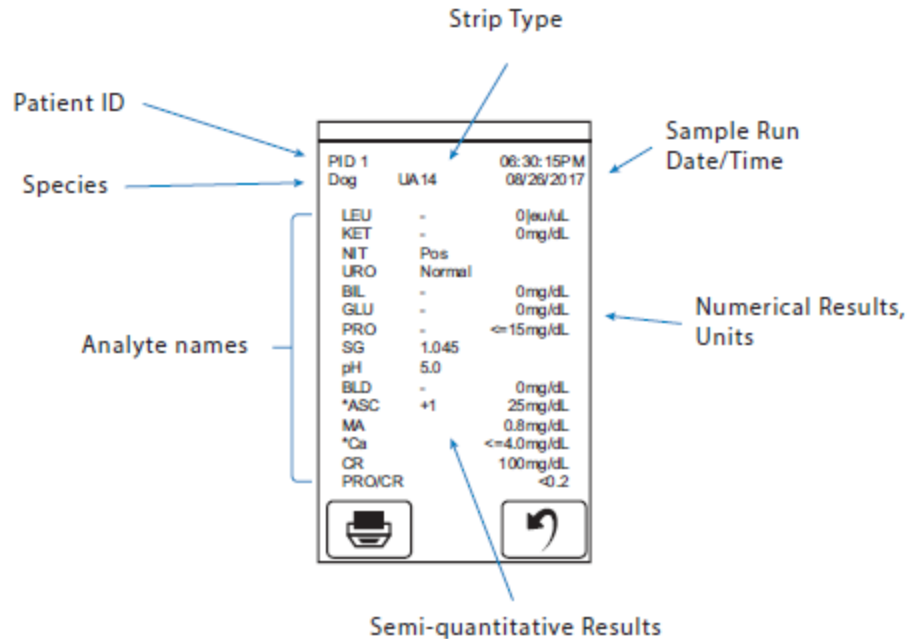 Strip Type
Patient ID
Sample Run
Date/Time
Species
PID 1 06:30:15PM
Dog UA14 08/26/2017
LEU - 0leu/uL
KET - 0mg/dL
NIT Pos
URO Normal
BIL - 0mg/dL
GLU - 0mg/dL
PRO - <=15mg/dL
SG 1.045
pH 5.0
BLD - 0mg/dL
*ASC +1 25mg/dL
MA 0.8mg/dL
*Ca <=4.0mg/dL
CR 100mg/dL
PRO/CR <0.2
Numerical Results,
Units
Analyte names
Semi-quantitative Results